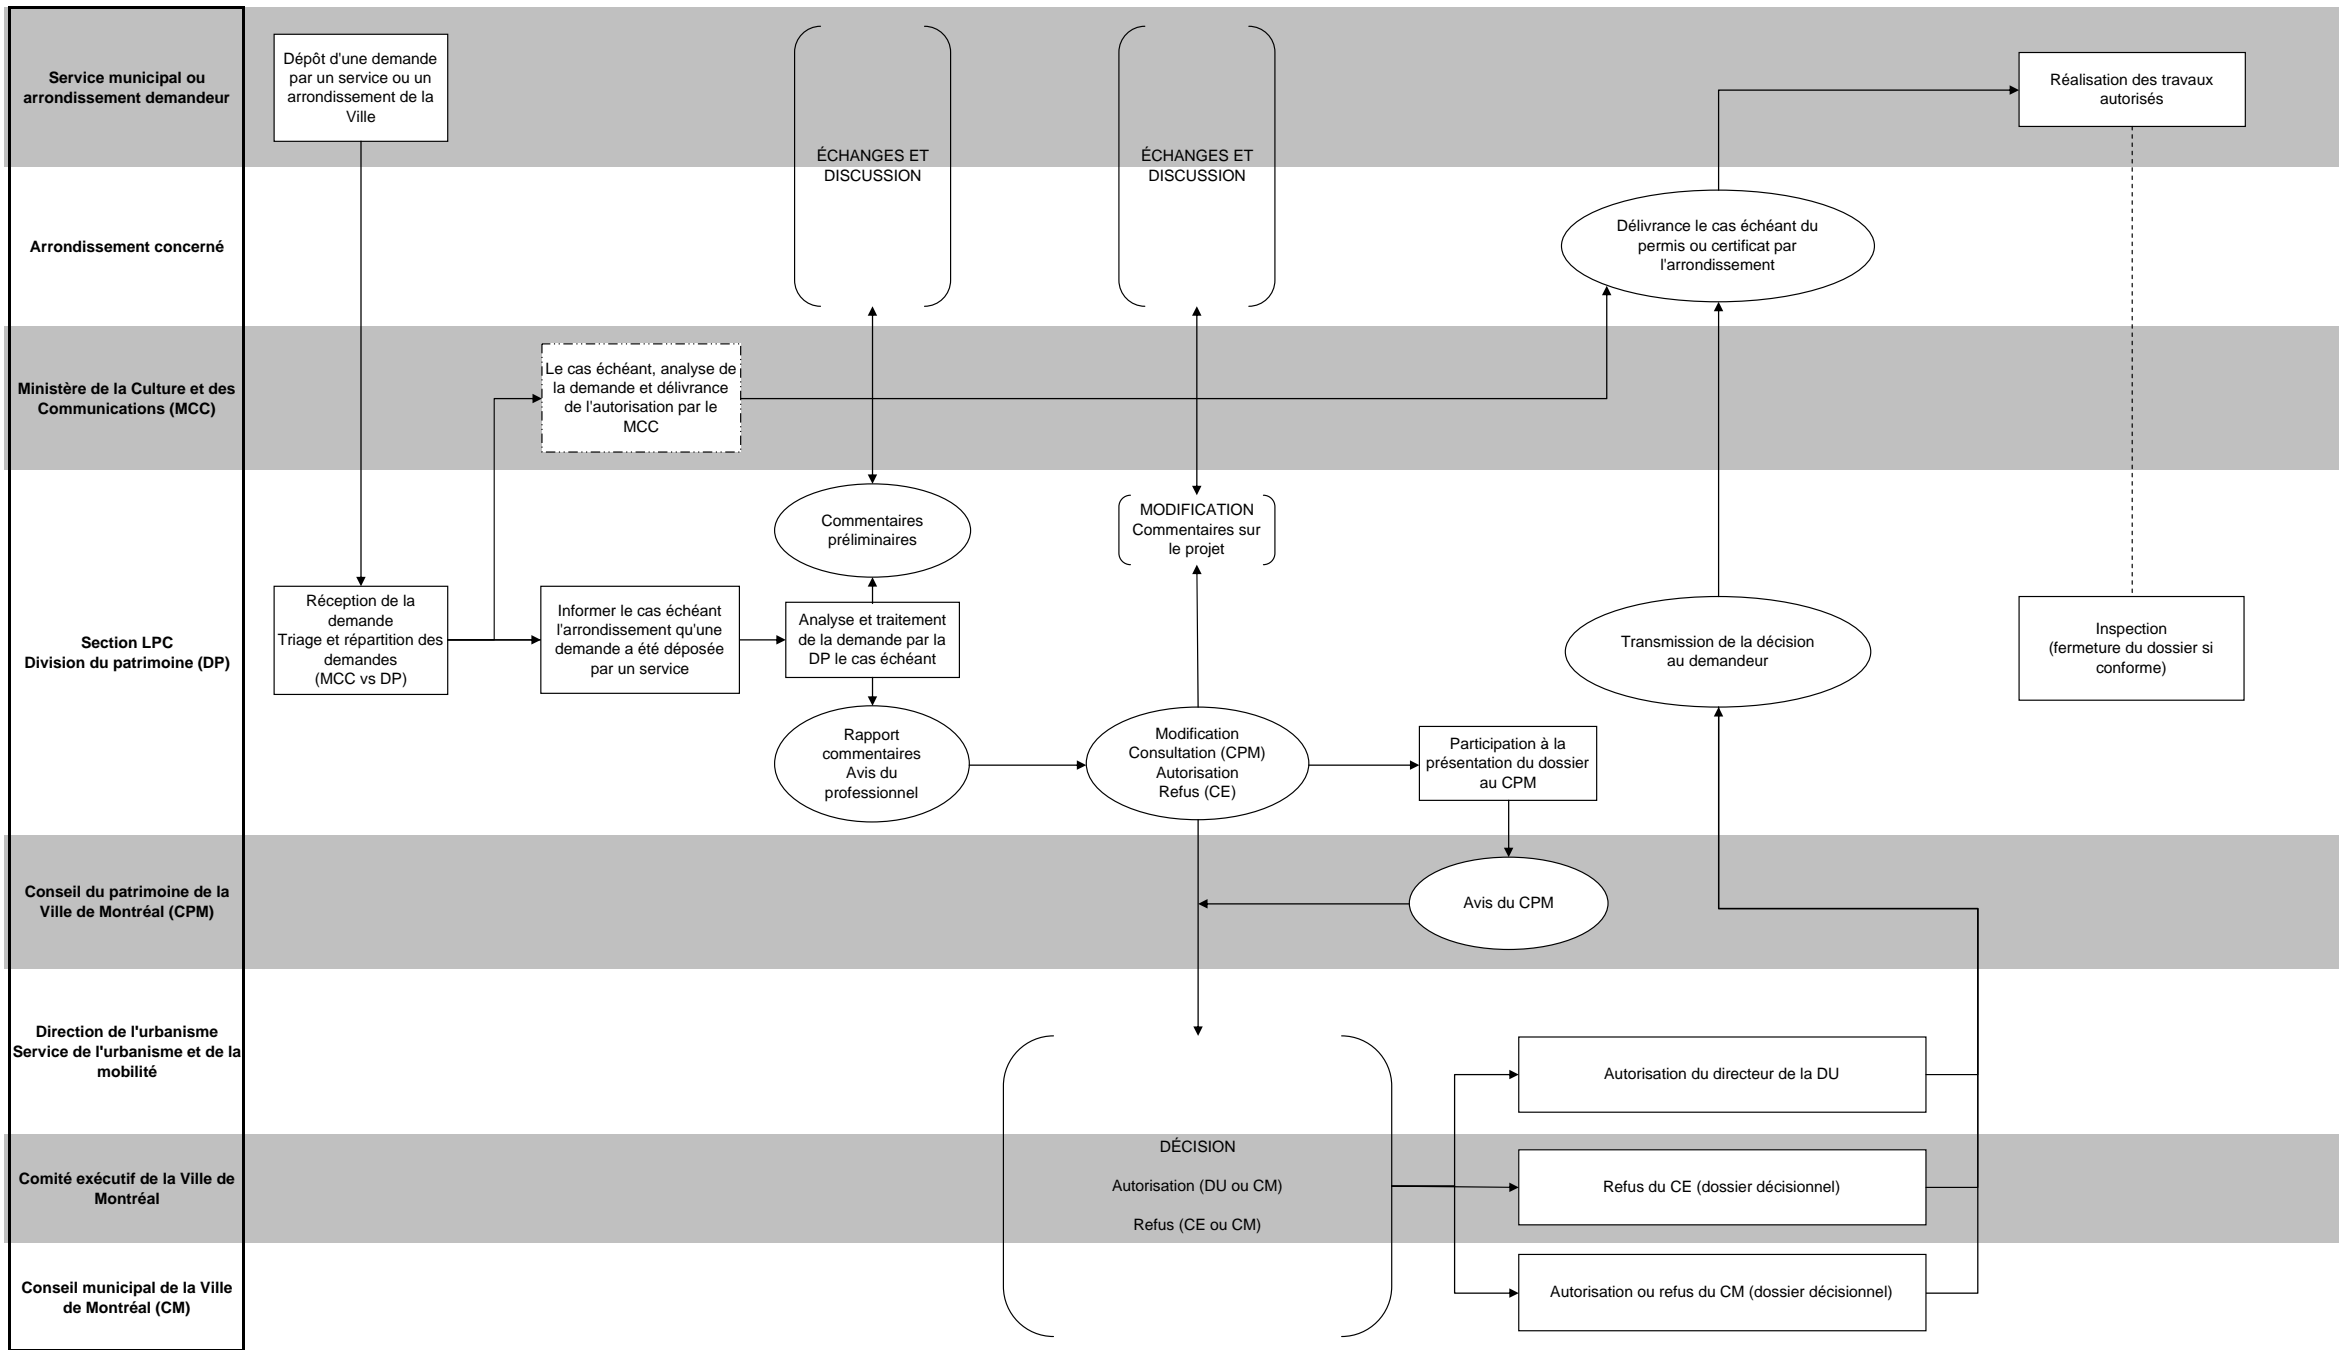 Service municipal ou
arrondissement demandeur
Dépôt d'une demande
par un service ou un
arrondissement de la
Ville
ÉCHANGES ET
DISCUSSION
ÉCHANGES ET
DISCUSSION
Réalisation des travaux
autorisés
Arrondissement concerné
Délivrance le cas échéant du
permis ou certificat par
l'arrondissement
Ministère de la Culture et des
Communications (MCC)
Le cas échéant, analyse de
la demande et délivrance
de l'autorisation par le
MCC
Section LPC
Division du patrimoine (DP)
Réception de la
demande
Triage et répartition des
demandes
(MCC vs DP)
Informer le cas échéant
l'arrondissement qu'une
demande a été déposée
par un service
Commentaires
préliminaires
Analyse et traitement
de la demande par la
DP le cas échéant
Rapport
commentaires
Avis du
professionnel
MODIFICATION
Commentaires sur
le projet
Modification
Consultation (CPM)
Autorisation
Refus (CE)
Participation à la
présentation du dossier
au CPM
Transmission de la décision
au demandeur
Inspection
(fermeture du dossier si
conforme)
Conseil du patrimoine de la
Ville de Montréal (CPM)
Avis du CPM
Direction de l'urbanisme
Service de l'urbanisme et de la
mobilité
Autorisation du directeur de la DU
Comité exécutif de la Ville de
Montréal
DÉCISION
Autorisation (DU ou CM)
Refus (CE ou CM)
Refus du CE (dossier décisionnel)
Conseil municipal de la Ville
de Montréal (CM)
Autorisation ou refus du CM (dossier décisionnel)